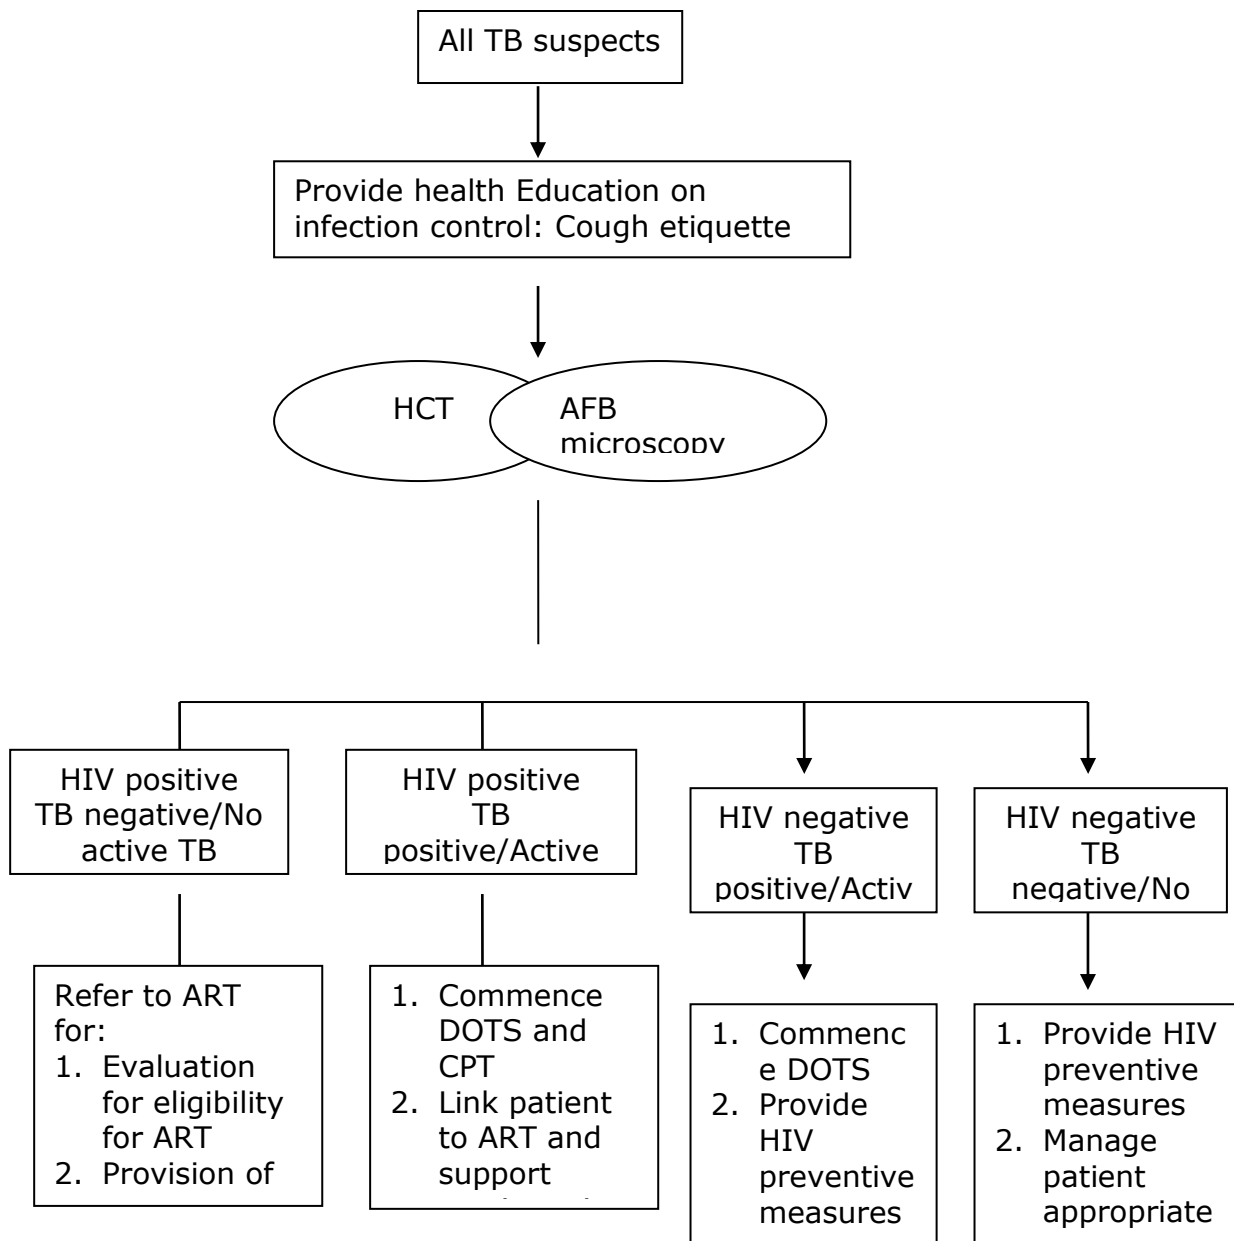 All TB suspects
Provide health Education on
infection control: Cough etiquette
HCT
AFB
microscopy
HIV positive
TB negative/No
active TB
HIV positive
TB
positive/Active
HIV negative
TB
positive/Activ
HIV negative
TB
negative/No
Refer to ART
for:
1. Evaluation
for eligibility
for ART
2. Provision of
1. Commence
DOTS and
CPT
2. Link patient
to ART and
support
1. Commenc
e DOTS
2. Provide
HIV
preventive
measures
1. Provide HIV
preventive
measures
2. Manage
patient
appropriate